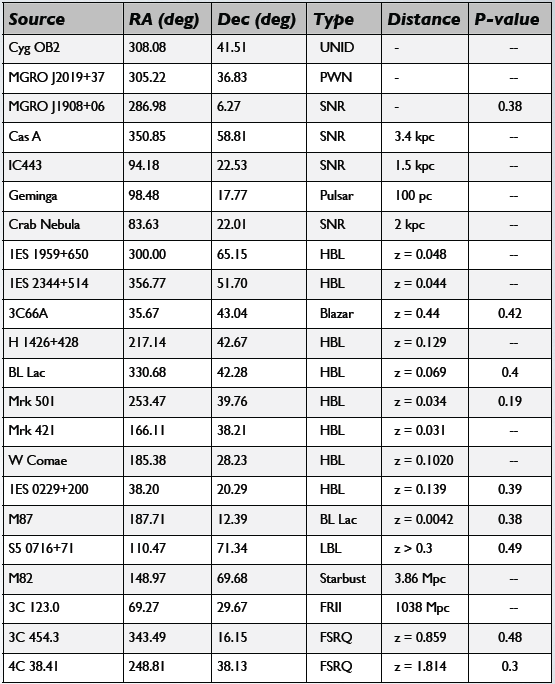 Source RA (deg) Dec (deg) Type Distance P-value
Cyg OB2 308.08 41.51 UNID - --
MGRO J2019+37 305.22 36.83 PWN - --
MGRO J1908+06 286.98 6.27 SNR - 0.38
Cas A 350.85 58.81 SNR 3.4 kpc --
IC443 94.18 22.53 SNR 1.5 kpc --
Geminga 98.48 17.77 Pulsar 100 pc --
Crab Nebula 83.63 22.01 SNR 2 kpc --
1ES 1959+650 300.00 65.15 HBL z = 0.048 --
1ES 2344+514 356.77 51.70 HBL z = 0.044 --
3C66A 35.67 43.04 Blazar z = 0.44 0.42
H 1426+428 217.14 42.67 HBL z = 0.129 --
BL Lac 330.68 42.28 HBL z = 0.069 0.4
Mrk 501 253.47 39.76 HBL z = 0.034 0.19
Mrk 421 166.11 38.21 HBL z = 0.031 --
W Comae 185.38 28.23 HBL z = 0.1020 --
1ES 0229+200 38.20 20.29 HBL z = 0.139 0.39
M87 187.71 12.39 BL Lac z = 0.0042 0.38
S5 0716+71 110.47 71.34 LBL z > 0.3 0.49
M82 148.97 69.68 Starbust 3.86 Mpc --
3C 123.0 69.27 29.67 FRII 1038 Mpc --
3C 454.3 343.49 16.15 FSRQ z = 0.859 0.48
4C 38.41 248.81 38.13 FSRQ z = 1.814 0.3